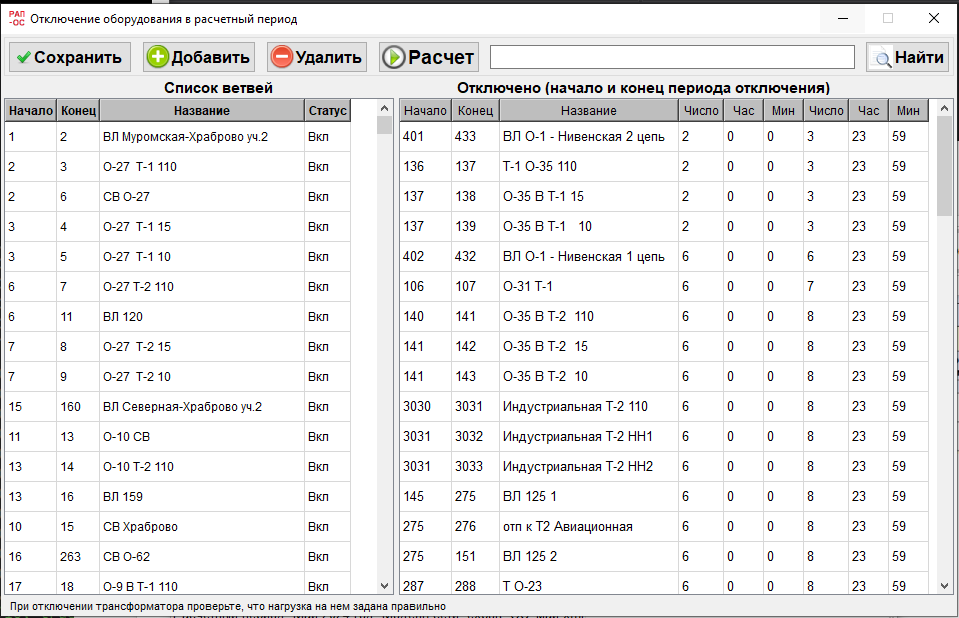 РАП -ОС Отключение оборудования в расчетный период
Сохранить Добавить Удалить Расчет Найти
Список ветвей
Начало Конец Название Статус
1 2 ВЛ Муромская-Храброво уч.2 Вкл
2 3 О-27 Т-1 110 Вкл
2 6 СВ О-27 Вкл
3 4 О-27 Т-1 15 Вкл
3 5 О-27 Т-1 10 Вкл
6 7 О-27 Т-2 110 Вкл
6 11 ВЛ 120 Вкл
7 8 О-27 Т-2 15 Вкл
7 9 О-27 Т-2 10 Вкл
15 160 ВЛ Северная-Храброво уч.2 Вкл
11 13 О-10 СВ Вкл
13 14 О-10 Т-2 110 Вкл
13 16 ВЛ 159 Вкл
10 15 СВ Храброво Вкл
16 263 СВ О-62 Вкл
17 18 О-9 В Т-1 110 Вкл
Отключено (начало и конец периода отключения)
Начало Конец Название Число Час Мин Число Час Мин
401 433 ВЛ О-1 - Нивенская 2 цепь 2 0 0 3 23 59
136 137 Т-1 О-35 110 2 0 0 3 23 59
137 138 О-35 В Т-1 15 2 0 0 3 23 59
137 139 О-35 В Т-1 10 2 0 0 3 23 59
402 432 ВЛ О-1 - Нивенская 1 цепь 6 0 0 6 23 59
106 107 О-31 Т-1 6 0 0 7 23 59
140 141 О-35 В Т-2 110 6 0 0 8 23 59
141 142 О-35 В Т-2 15 6 0 0 8 23 59
141 143 О-35 В Т-2 10 6 0 0 8 23 59
3030 3031 Индустриальная Т-2 110 6 0 0 8 23 59
3031 3032 Индустриальная Т-2 НН1 6 0 0 8 23 59
3031 3033 Индустриальная Т-2 НН2 6 0 0 8 23 59
145 275 ВЛ 125 1 6 0 0 8 23 59
275 276 отп к Т2 Авиационная 6 0 0 8 23 59
275 151 ВЛ 125 2 6 0 0 8 23 59
287 288 Т О-23 6 0 0 8 23 59
При отключении трансформатора проверьте, что нагрузка на нем задана правильно